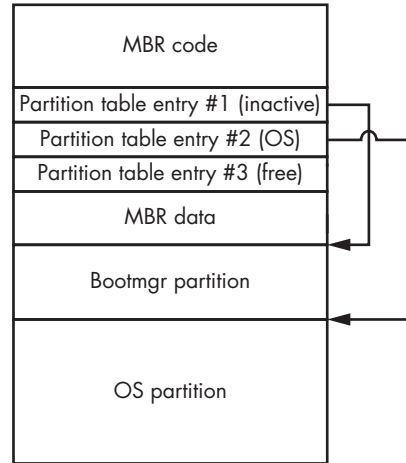 MBR code
Partition table entry #1 (inactive)
Partition table entry #2 (OS)
Partition table entry #3 (free)
MBR data
Bootmgr partition
OS partition